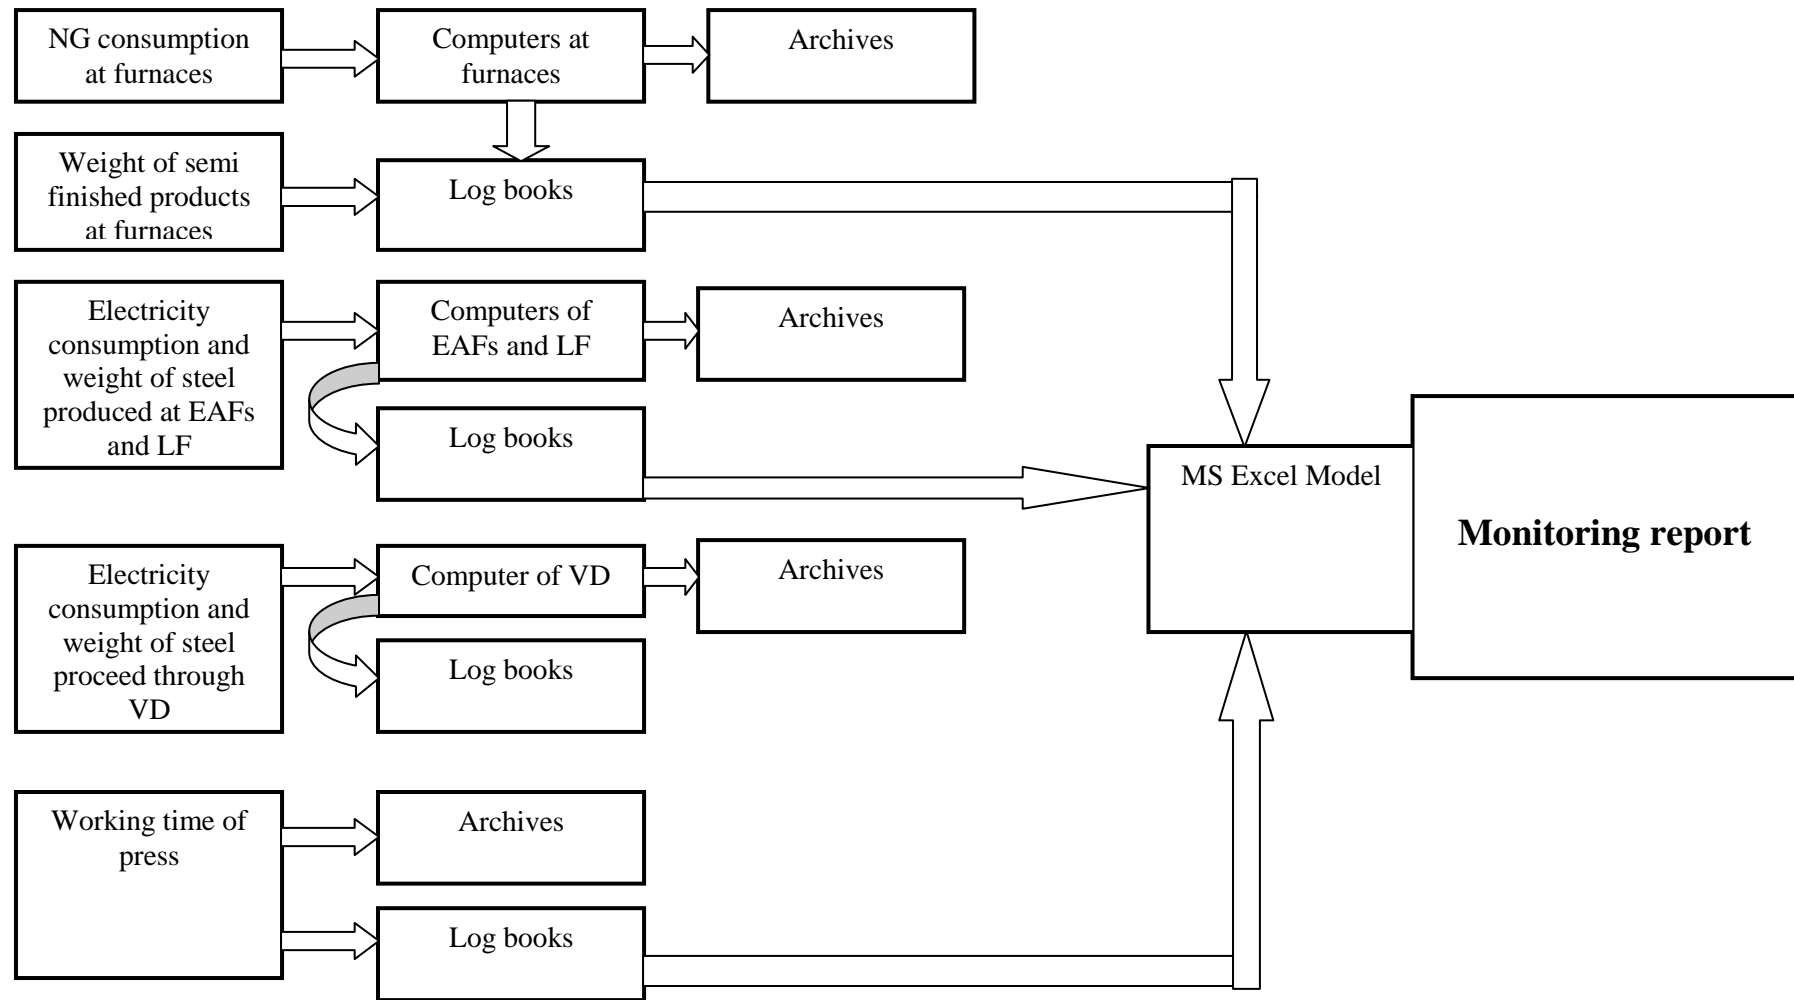 NG consumption
at furnaces
Computers at
furnaces
Archives
Weight of semi
finished products
at furnaces
Log books
Electricity
consumption and
weight of steel
produced at EAFs
and LF
Computers of
EAFs and LF
Archives
Log books
MS Excel Model
Monitoring report
Electricity
consumption and
weight of steel
proceed through
VD
Computer of VD
Archives
Log books
Working time of
press
Archives
Log books